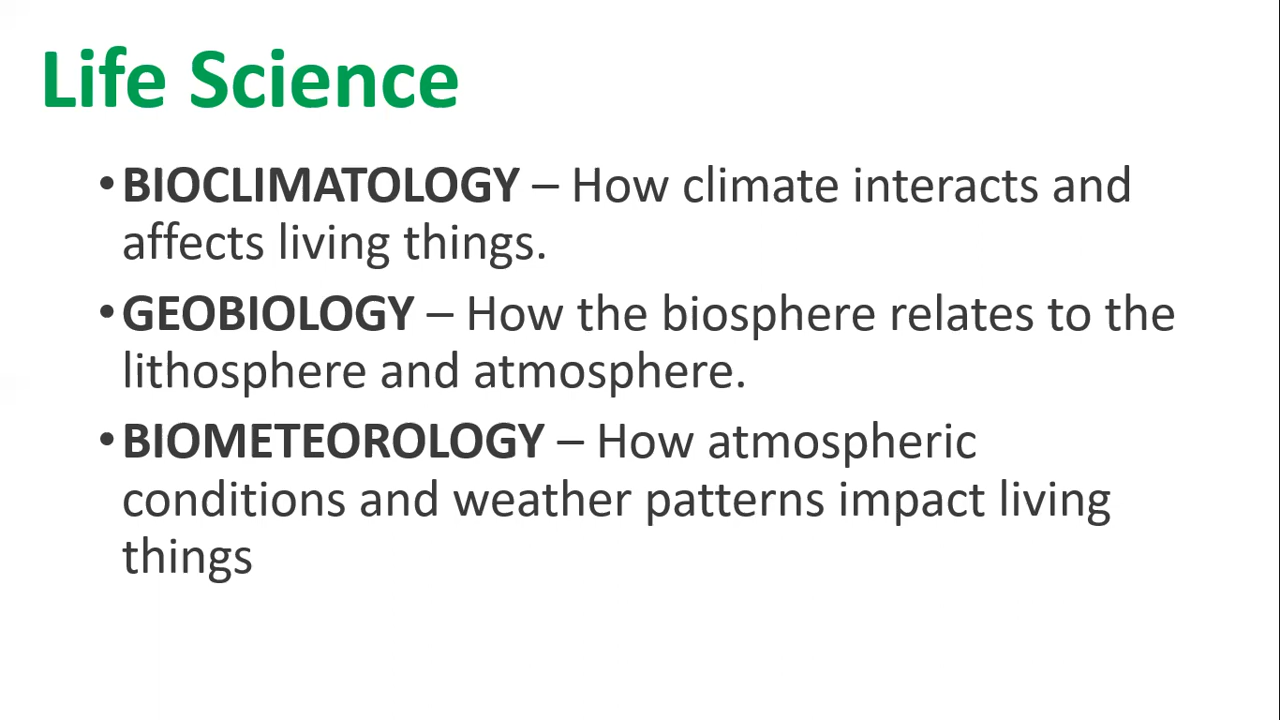 Life Science
•BIOCLIMATOLOGY – How climate interacts and
affects living things.
•GEOBIOLOGY – How the biosphere relates to the
lithosphere and atmosphere.
•BIOMETEOROLOGY – How atmospheric
conditions and weather patterns impact living
things